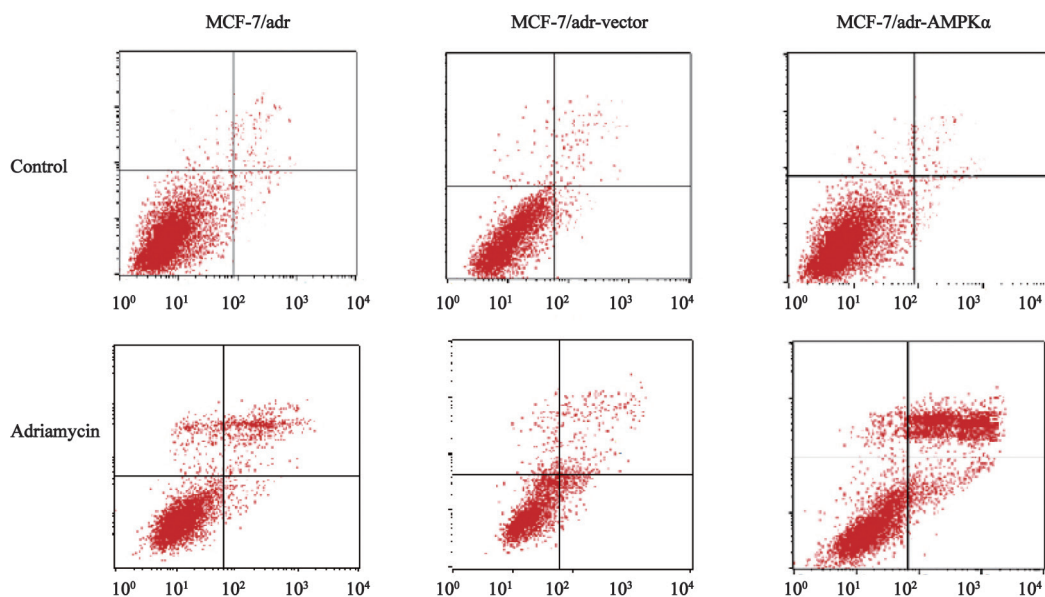 MCF-7/adr MCF-7/adr-vector MCF-7/adr-AMPKα
Control
10⁰ 10¹ 10² 10³ 10⁴ 10⁰ 10¹ 10² 10³ 10⁴ 10⁰ 10¹ 10² 10³ 10⁴
Adriamycin
10⁰ 10¹ 10² 10³ 10⁴ 10⁰ 10¹ 10² 10³ 10⁴ 10⁰ 10¹ 10² 10³ 10⁴